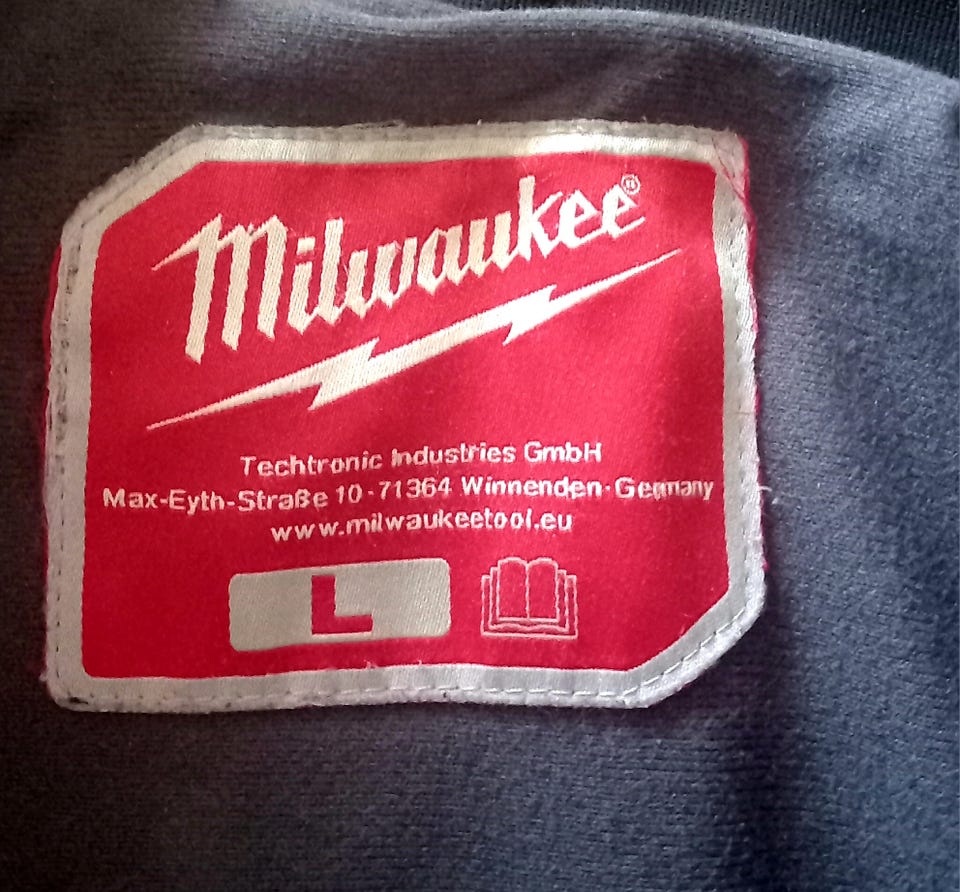 Milwaukee®
Techtronic Industries GmbH
Max-Eyth-Straße 10 - 71364 Winnenden · Germany
www.milwaukeetool.eu
L